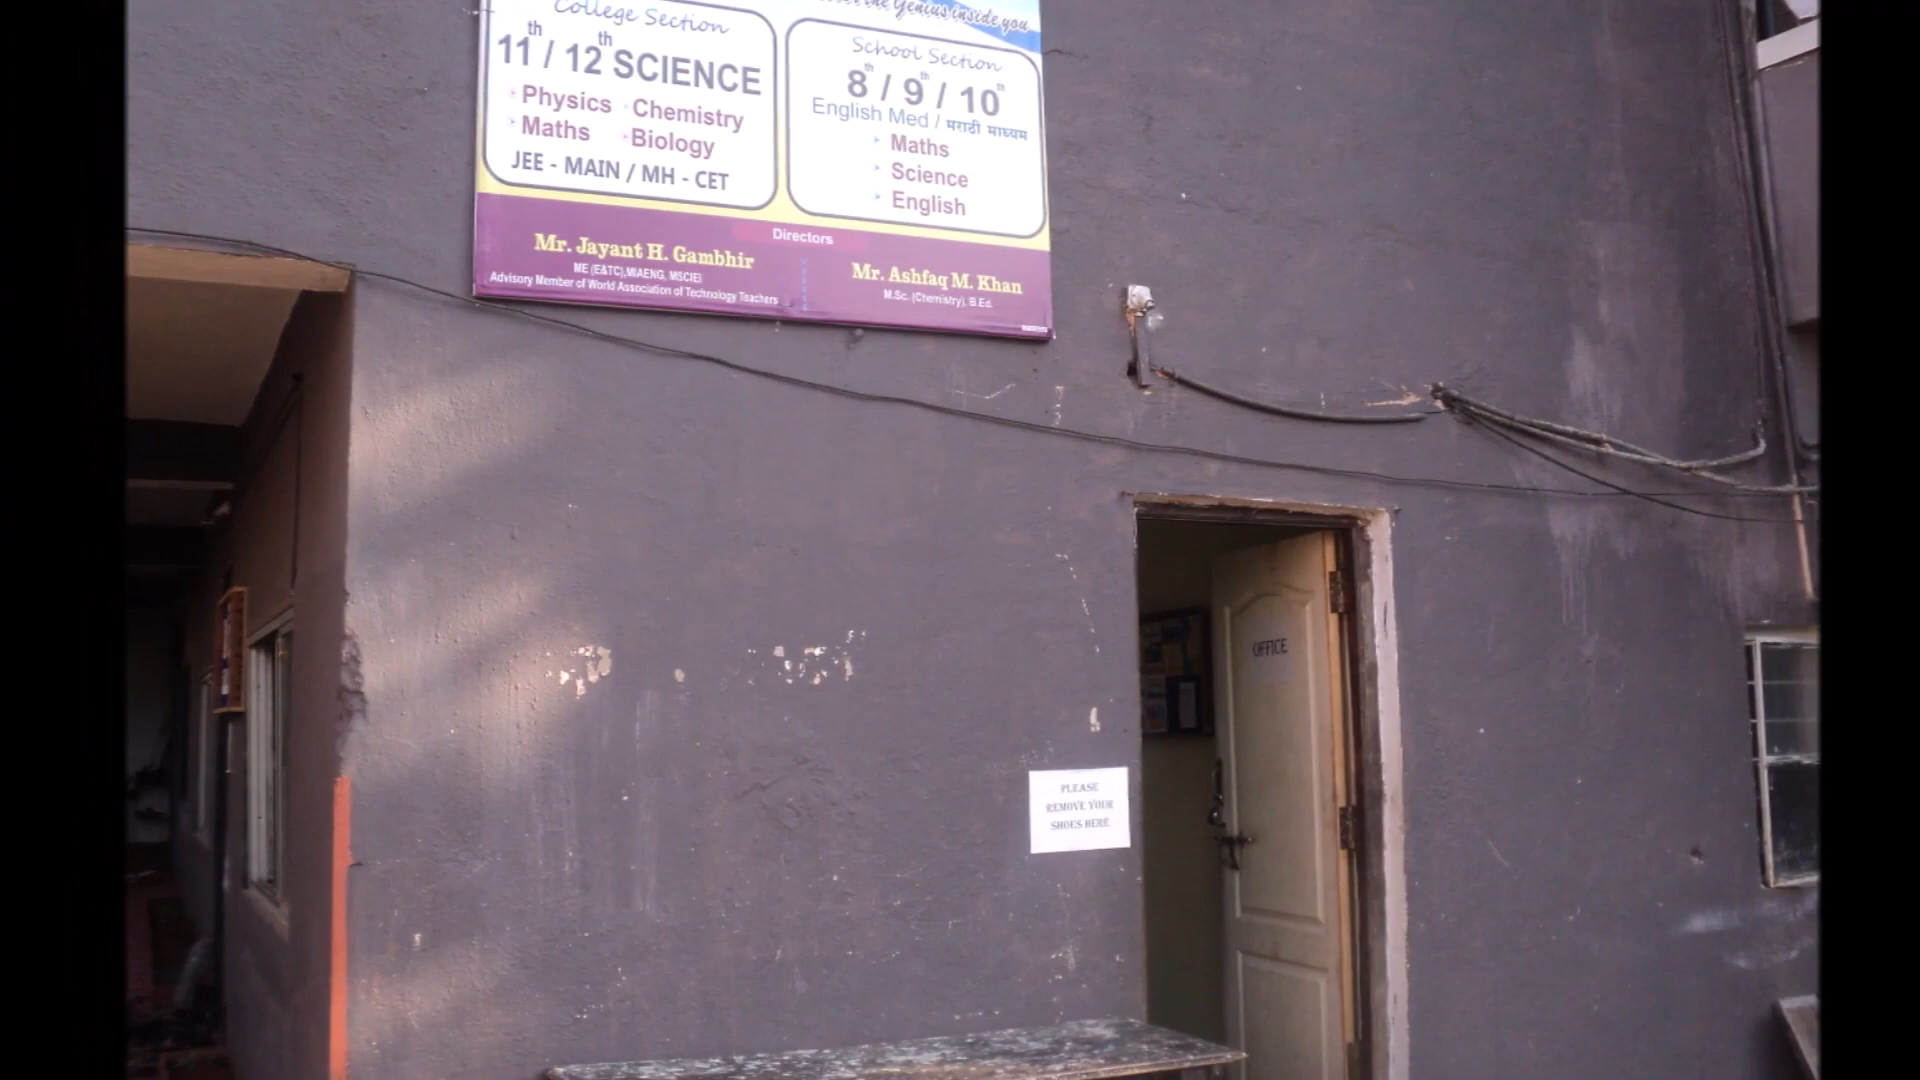 the Genius inside you
College Section
11th / 12th SCIENCE
Physics Chemistry
Maths Biology
JEE - MAIN / MH - CET
School Section
8th / 9th / 10th
English Med / मराठी माध्यम
Maths
Science
English
Directors
Mr. Jayant H. Gambhir
ME (E&TC),MIAENG, MSCIEI
Advisory Member of World Association of Technology Teachers
Mr. Ashfaq M. Khan
M.Sc. (Chemistry). B.Ed.
OFFICE
PLEASE
REMOVE YOUR
SHOES HERE